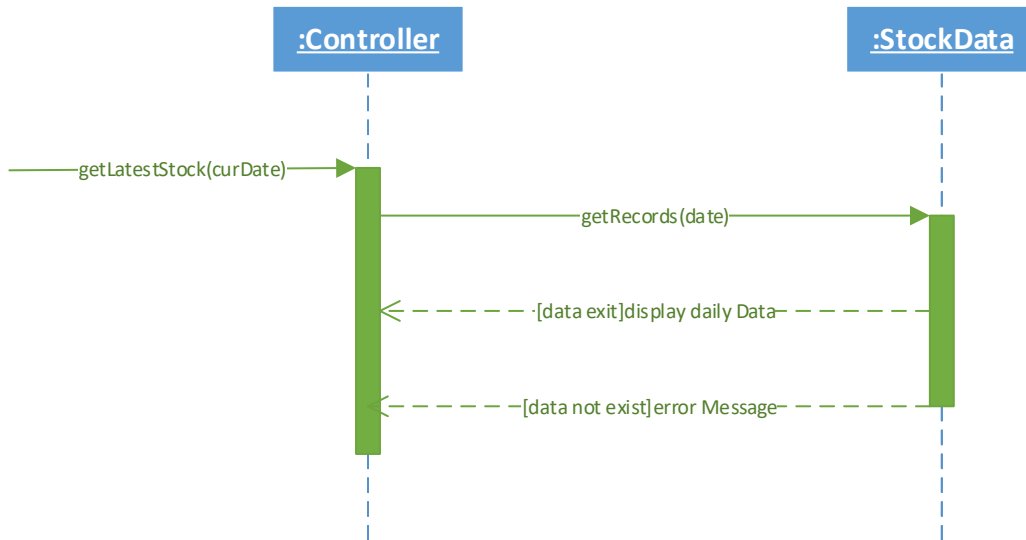 :Controller
:StockData
getLatestStock(curDate)
getRecords(date)
[data exit]display daily Data
[data not exist]error Message